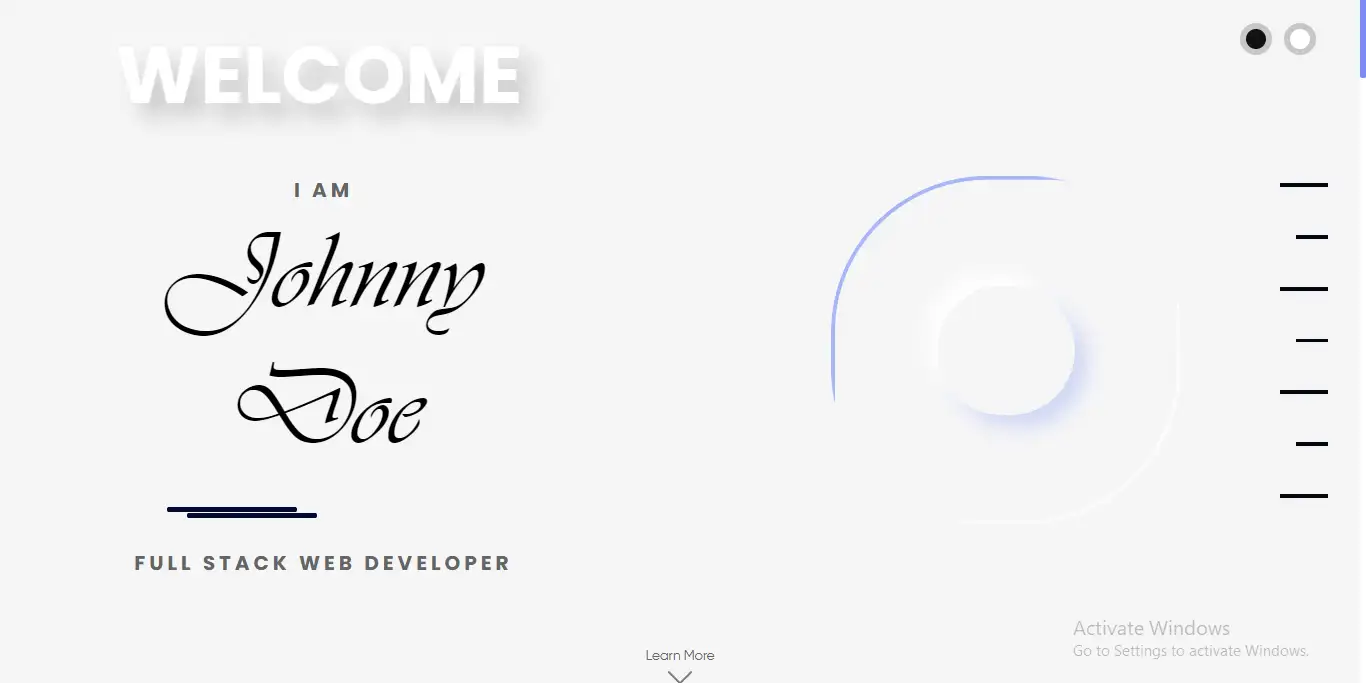 WELCOME
I AM
Johnny
Doe
FULL STACK WEB DEVELOPER
Learn More
Activate Windows
Go to Settings to activate Windows.